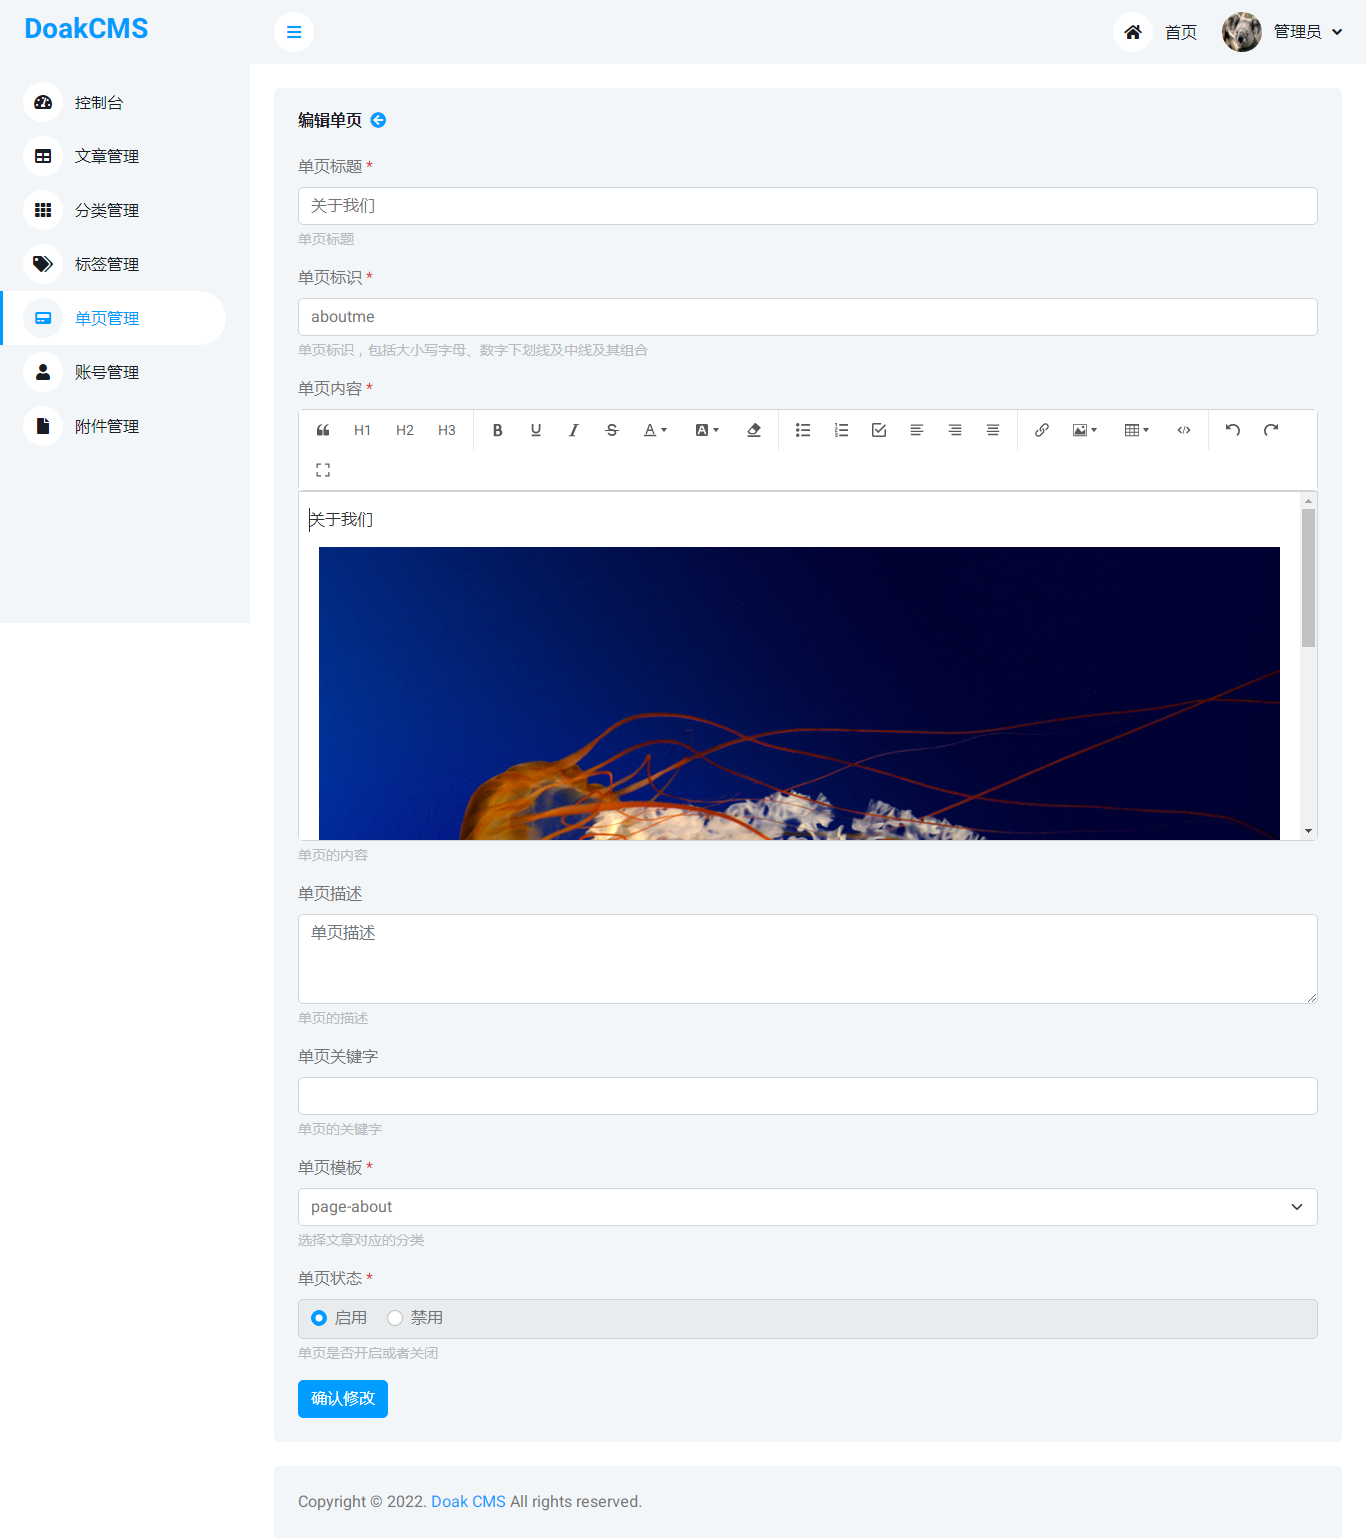 DoakCMS
首页
管理员
控制台
文章管理
分类管理
标签管理
单页管理
账号管理
附件管理
编辑单页
单页标题 *
关于我们
单页标题
单页标识 *
aboutme
单页标识，包括大小写字母、数字下划线及中线及其组合
单页内容 *
H1 H2 H3
关于我们
单页的内容
单页描述
单页描述
单页的描述
单页关键字
单页的关键字
单页模板 *
page-about
选择文章对应的分类
单页状态 *
启用 禁用
单页是否开启或者关闭
确认修改
Copyright © 2022. Doak CMS All rights reserved.